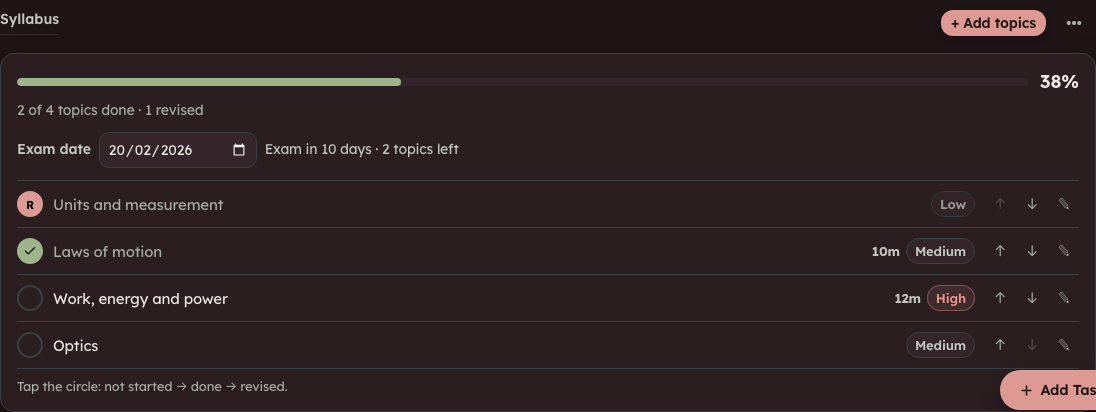 Syllabus
+ Add topics
38%
2 of 4 topics done · 1 revised
Exam date 20/02/2026 Exam in 10 days · 2 topics left
R Units and measurement Low ↑ ↓
✓ Laws of motion 10m Medium ↑ ↓
Work, energy and power 12m High ↑ ↓
Optics Medium ↑ ↓
Tap the circle: not started → done → revised.
+ Add Tas